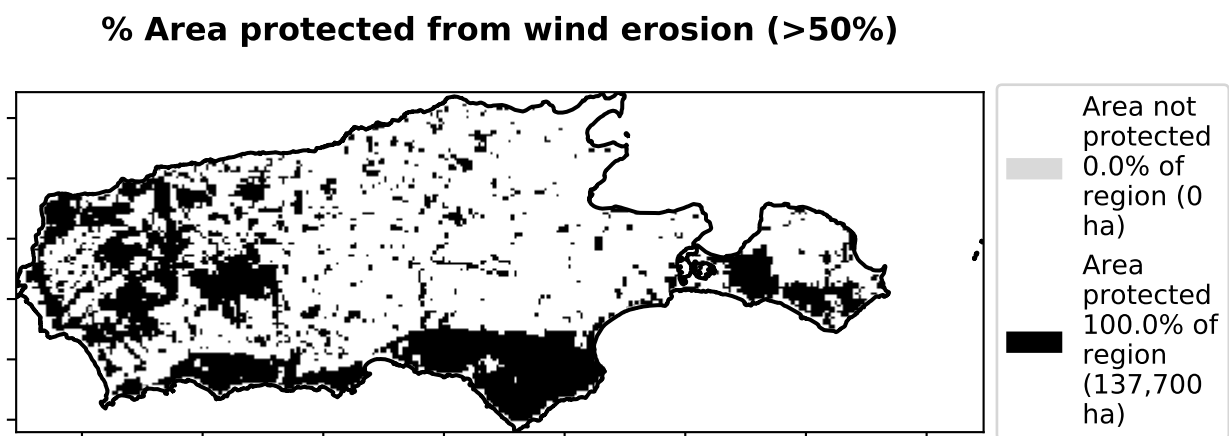 % Area protected from wind erosion (>50%)
Area not
protected
0.0% of
region (0
ha)
Area
protected
100.0% of
region
(137,700
ha)